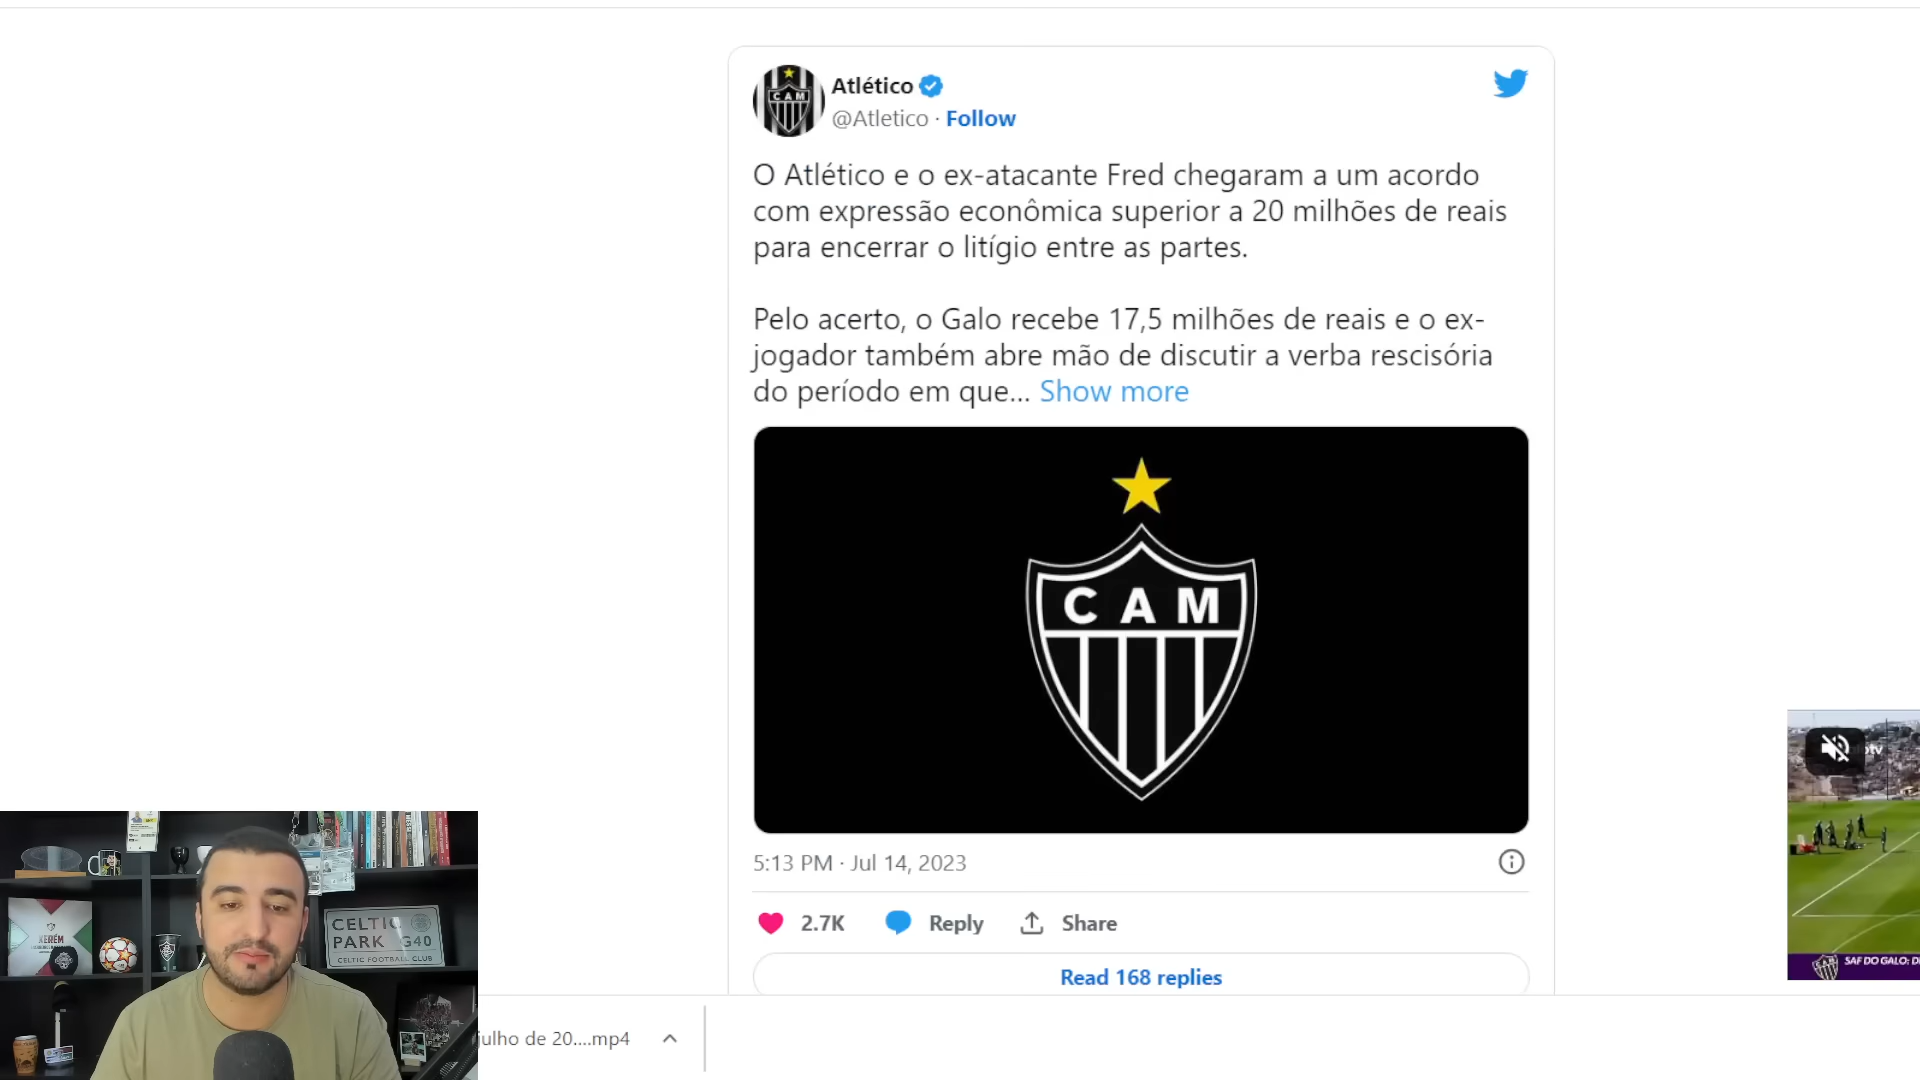 Atlético
@Atletico · Follow
O Atlético e o ex-atacante Fred chegaram a um acordo
com expressão econômica superior a 20 milhões de reais
para encerrar o litígio entre as partes.
Pelo acerto, o Galo recebe 17,5 milhões de reais e o ex-
jogador também abre mão de discutir a verba rescisória
do período em que... Show more
CAM
C A M
5:13 PM · Jul 14, 2023
2.7K
Reply
Share
Read 168 replies
SAF DO GALO: D
XERÉM
CELTIC
PARK G40
CELTIC FOOTBALL CLUB
julho de 20....mp4